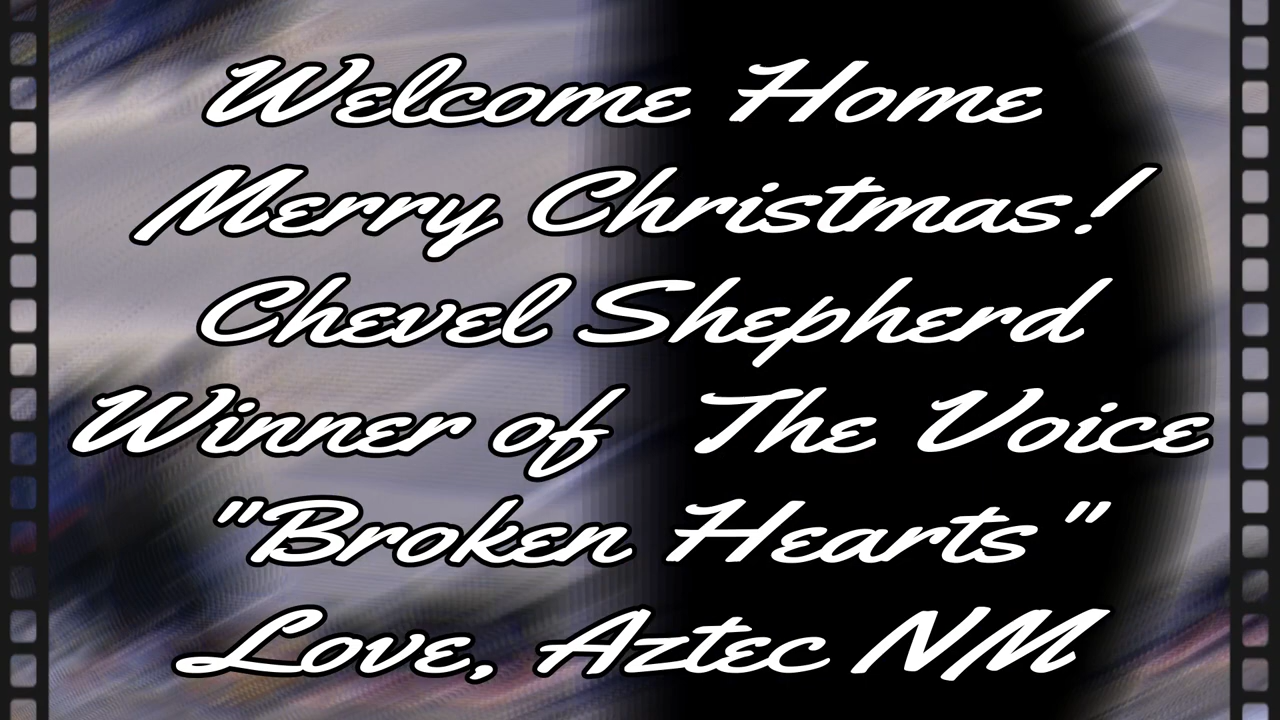 Welcome Home
Merry Christmas!
Chevel Shepherd
Winner of The Voice
"Broken Hearts"
Love, Aztec NM